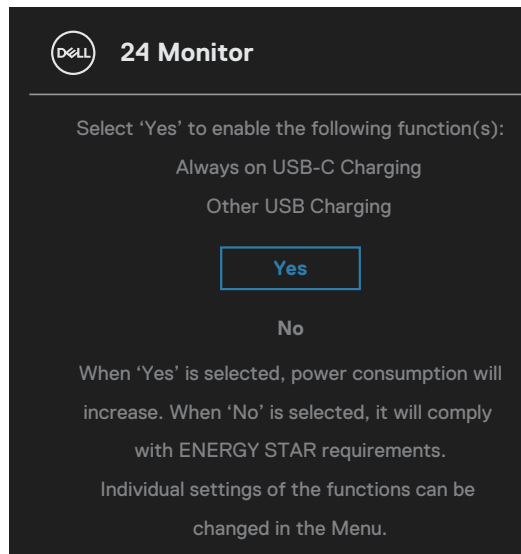 DELL 24 Monitor
Select ‘Yes’ to enable the following function(s):
Always on USB-C Charging
Other USB Charging
Yes
No
When ‘Yes’ is selected, power consumption will
increase. When ‘No’ is selected, it will comply
with ENERGY STAR requirements.
Individual settings of the functions can be
changed in the Menu.